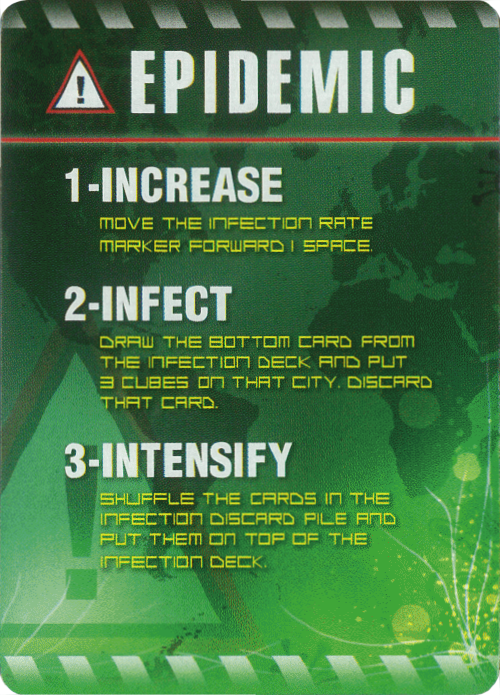 EPIDEMIC
1-INCREASE
MOVE THE INFECTION RATE
MARKER FORWARD 1 SPACE.
2-INFECT
DRAW THE BOTTOM CARD FROM
THE INFECTION DECK AND PUT
3 CUBES ON THAT CITY. DISCARD
THAT CARD.
3-INTENSIFY
SHUFFLE THE CARDS IN THE
INFECTION DISCARD PILE AND
PUT THEM ON TOP OF THE
INFECTION DECK.